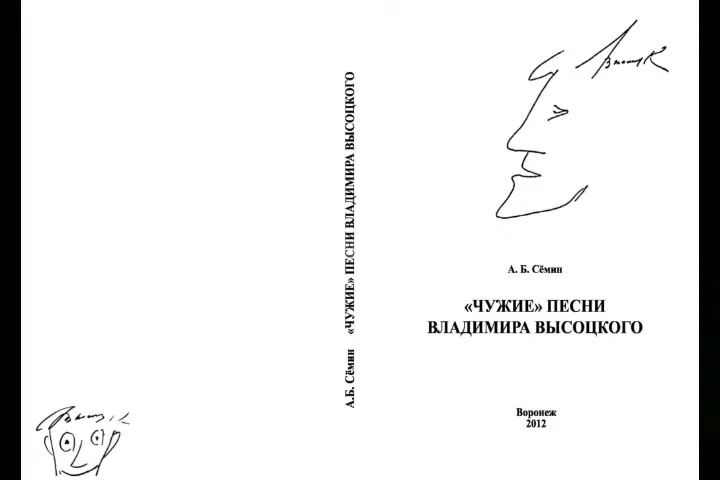 А.Б. Сёмин «ЧУЖИЕ» ПЕСНИ ВЛАДИМИРА ВЫСОЦКОГО
А. Б. Сёмин
«ЧУЖИЕ» ПЕСНИ
ВЛАДИМИРА ВЫСОЦКОГО
Воронеж
2012